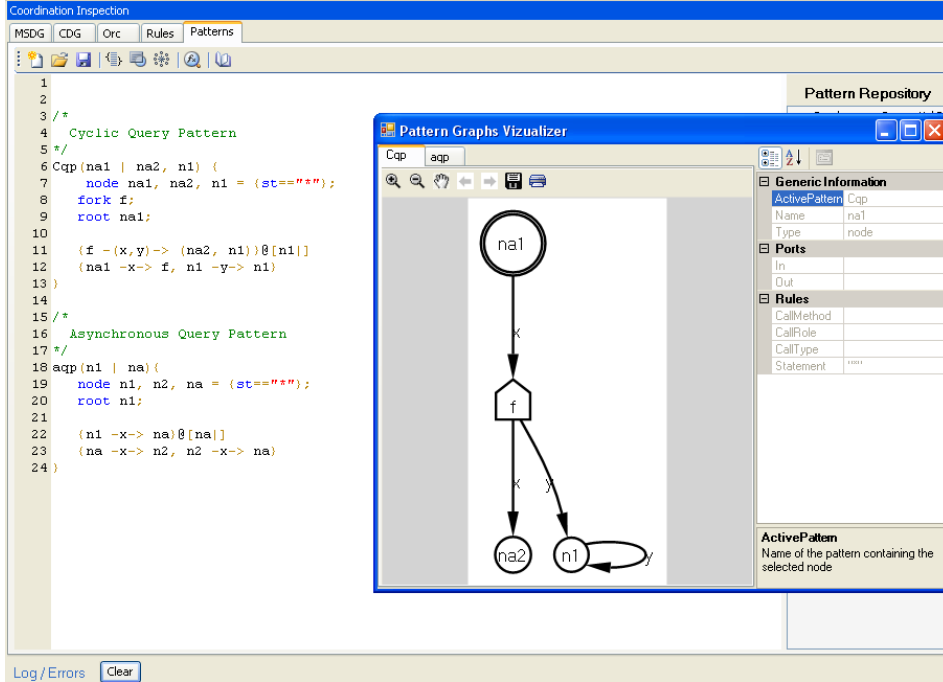 Coordination Inspection
MSDG CDG Orc Rules Patterns
1
2
3 /*
4 Cyclic Query Pattern
5 */
6 Cqp(na1 | na2, n1) {
7 node na1, na2, n1 = {st=="*"};
8 fork f;
9 root na1;
10
11 {f -(x,y)-> (na2, n1)}@[n1|]
12 {na1 -x-> f, n1 -y-> n1}
13 }
14
15 /*
16 Asynchronous Query Pattern
17 */
18 aqp(n1 | na){
19 node n1, n2, na = {st=="*"};
20 root n1;
21
22 {n1 -x-> na}@[na|]
23 {na -x-> n2, n2 -x-> na}
24 }
Pattern Repository
Pattern Graphs Vizualizer
Cqp aqp
na1
x
f
x y
na2 n1 y
Generic Information
ActivePattern Cqp
Name na1
Type node
Ports
In
Out
Rules
CallMethod
CallRole
CallType
Statement """"
ActivePattern
Name of the pattern containing the
selected node
Log / Errors Clear